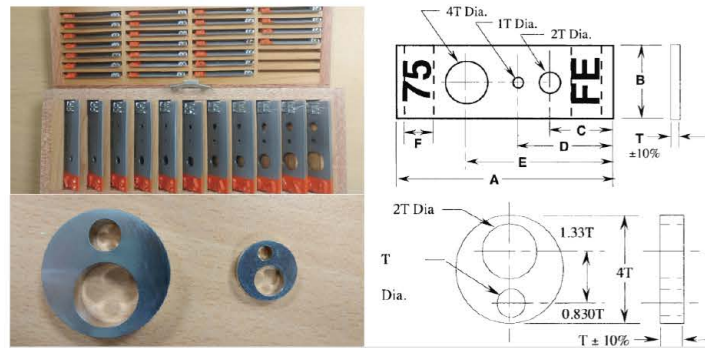 4T Dia.
1T Dia.
2T Dia.
75
FE
B
T
±10%
C
D
F
E
A
2T Dia
1.33T
T
Dia.
4T
0.830T
T ± 10%